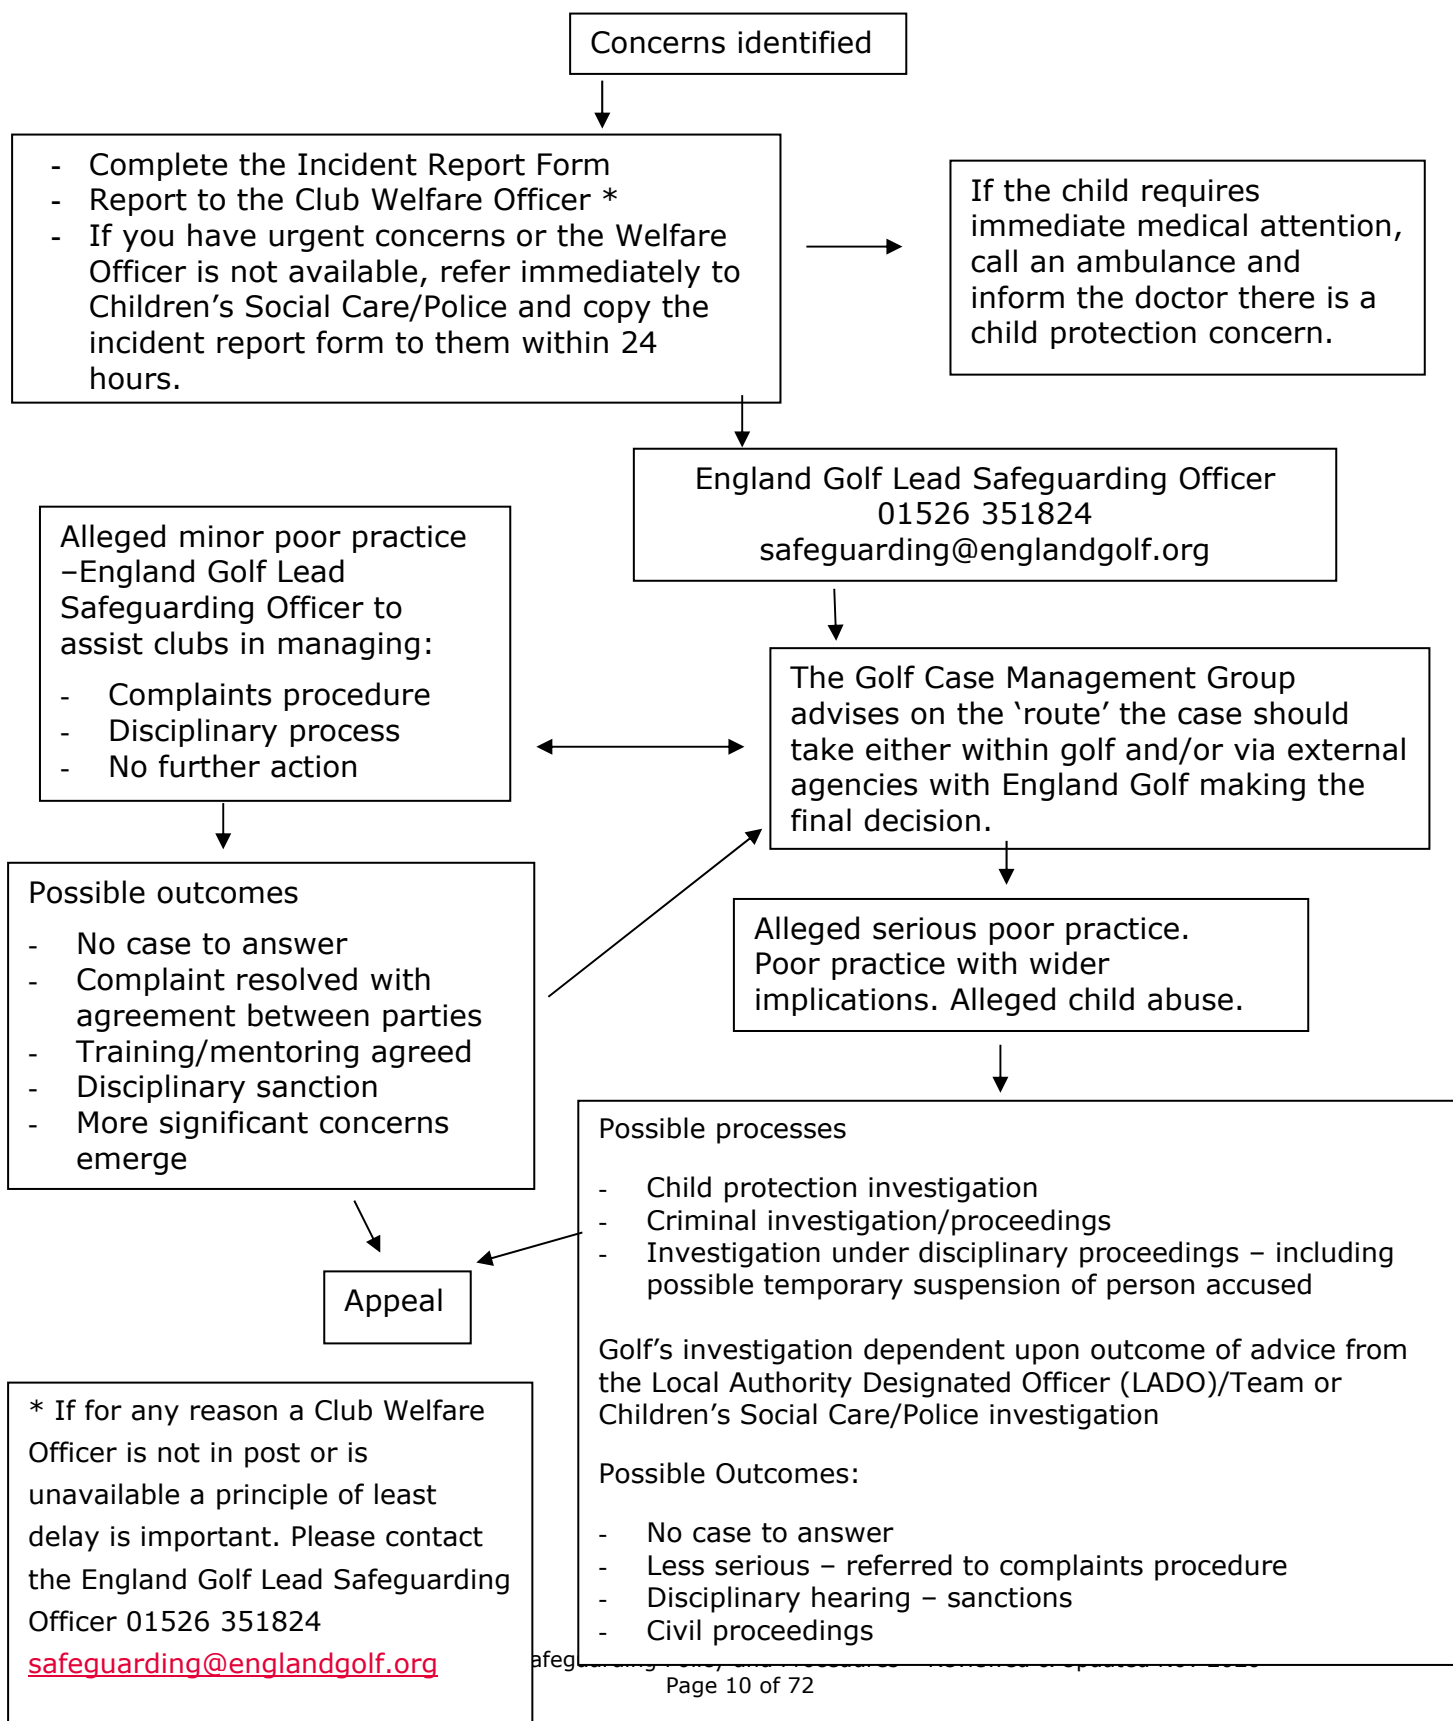 Concerns identified
- Complete the Incident Report Form
- Report to the Club Welfare Officer *
- If you have urgent concerns or the Welfare
Officer is not available, refer immediately to
Children’s Social Care/Police and copy the
incident report form to them within 24
hours.
If the child requires
immediate medical attention,
call an ambulance and
inform the doctor there is a
child protection concern.
England Golf Lead Safeguarding Officer
01526 351824
safeguarding@englandgolf.org
Alleged minor poor practice
–England Golf Lead
Safeguarding Officer to
assist clubs in managing:
- Complaints procedure
- Disciplinary process
- No further action
The Golf Case Management Group
advises on the ‘route’ the case should
take either within golf and/or via external
agencies with England Golf making the
final decision.
Possible outcomes
- No case to answer
- Complaint resolved with
agreement between parties
- Training/mentoring agreed
- Disciplinary sanction
- More significant concerns
emerge
Alleged serious poor practice.
Poor practice with wider
implications. Alleged child abuse.
Possible processes
- Child protection investigation
- Criminal investigation/proceedings
- Investigation under disciplinary proceedings – including
possible temporary suspension of person accused
Golf’s investigation dependent upon outcome of advice from
the Local Authority Designated Officer (LADO)/Team or
Children’s Social Care/Police investigation
Possible Outcomes:
- No case to answer
- Less serious – referred to complaints procedure
- Disciplinary hearing – sanctions
- Civil proceedings
Appeal
* If for any reason a Club Welfare
Officer is not in post or is
unavailable a principle of least
delay is important. Please contact
the England Golf Lead Safeguarding
Officer 01526 351824
safeguarding@englandgolf.org
Page 10 of 72